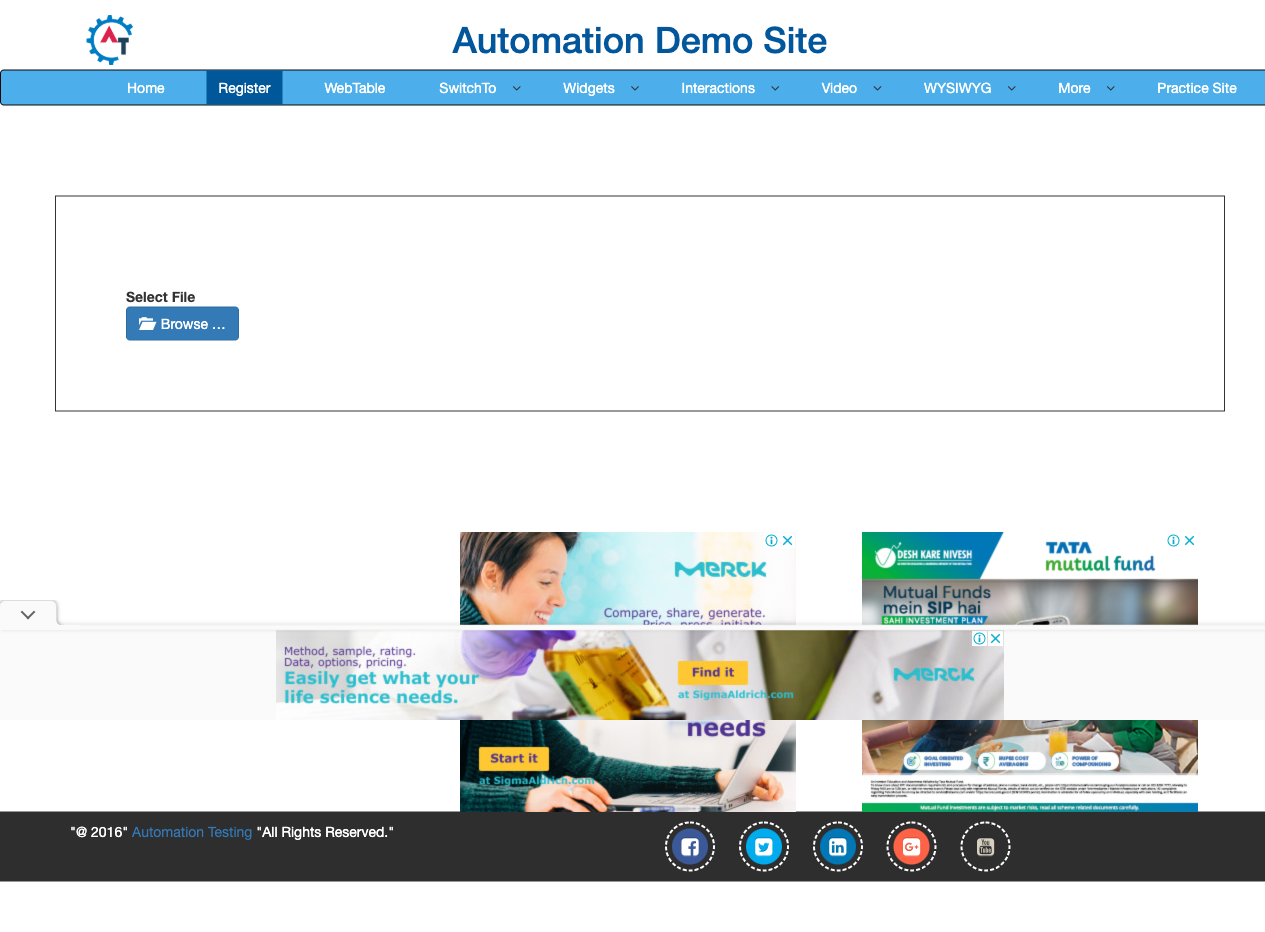 AT
Automation Demo Site
Home Register WebTable SwitchTo Widgets Interactions Video WYSIWYG More Practice Site
Select File
Browse ...
MERCK
Compare, share, generate.
DESH KARE NIVESH
TATA
mutual fund
Mutual Funds
mein SIP hai
SAHI INVESTMENT PLAN
Method, sample, rating.
Data, options, pricing.
Easily get what your
life science needs.
Find it
at SigmaAldrich.com
MERCK
needs
Start it
at SigmaAldrich.com
GOAL ORIENTED
INVESTING
RUPEE COST
AVERAGING
POWER OF
COMPOUNDING
Mutual Fund investments are subject to market risks, read all scheme related documents carefully.
"@ 2016" Automation Testing "All Rights Reserved."
f in G+ You Tube